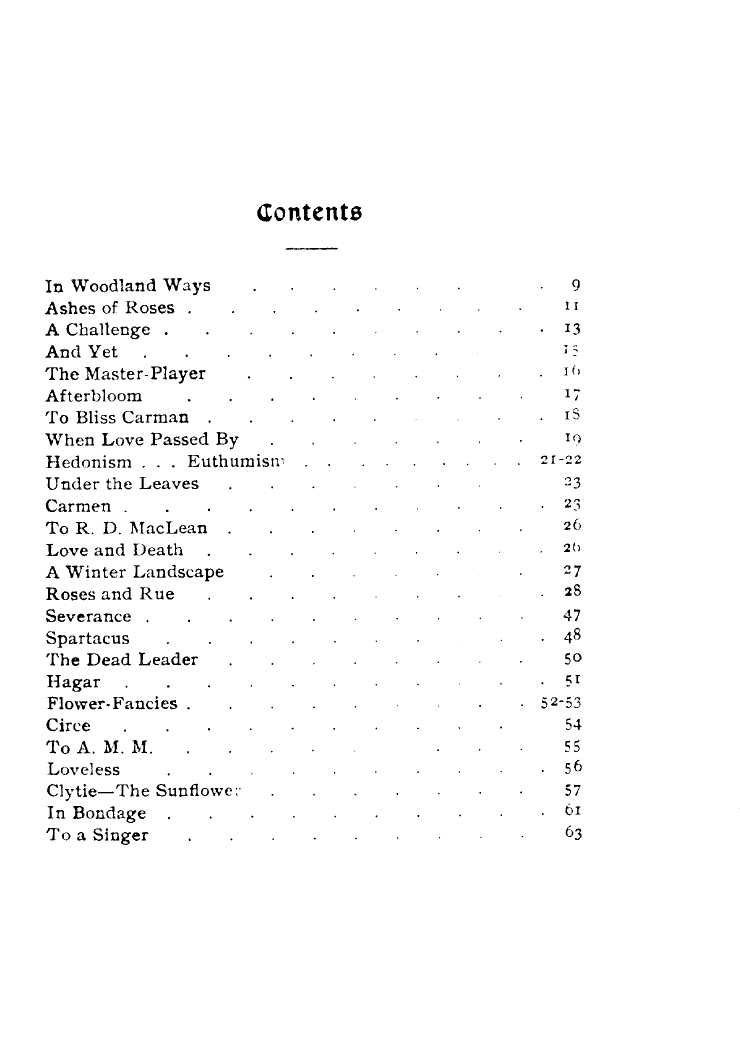 Contents
In Woodland Ways . . . . . . . 9
Ashes of Roses . . . . . . . . . 11
A Challenge . . . . . . . . . . 13
And Yet . . . . . . . . . 15
The Master-Player . . . . . . . . 16
Afterbloom . . . . . . . . . 17
To Bliss Carman . . . . . . . . . 18
When Love Passed By . . . . . . . 19
Hedonism . . . Euthumism . . . . . . . . 21-22
Under the Leaves . . . . . . . 23
Carmen . . . . . . . . . . . 23
To R. D. MacLean . . . . . . . . 26
Love and Death . . . . . . . . . 26
A Winter Landscape . . . . . . . 27
Roses and Rue . . . . . . . . . 28
Severance . . . . . . . . . . 47
Spartacus . . . . . . . . . . 48
The Dead Leader . . . . . . . . 50
Hagar . . . . . . . . . . . 51
Flower-Fancies . . . . . . . . . 52-53
Circe . . . . . . . . . . 54
To A. M. M. . . . . . . . . 55
Loveless . . . . . . . . . . 56
Clytie—The Sunflower . . . . . . . 57
In Bondage . . . . . . . . . . 61
To a Singer . . . . . . . . . 63